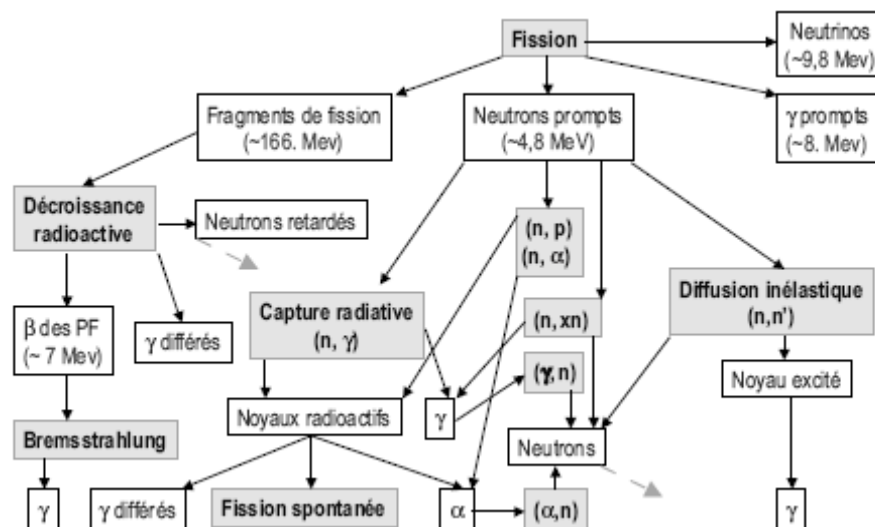 Fission
Neutrinos
(~9,8 Mev)
Fragments de fission
(~166. Mev)
Neutrons prompts
(~4,8 MeV)
γ prompts
(~8. Mev)
Décroissance
radioactive
Neutrons retardés
(n, p)
(n, α)
Capture radiative
(n, γ)
Diffusion inélastique
(n,n')
β des PF
(~ 7 Mev)
γ différés
(n, xn)
(γ,n)
Noyau excité
Noyaux radioactifs
γ
Neutrons
Bremsstrahlung
γ
γ différés
Fission spontanée
α
(α,n)
γ